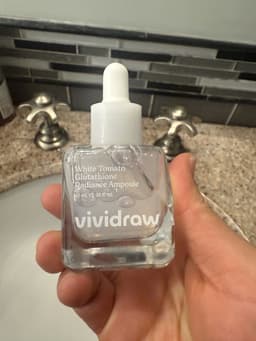 White Tomato
Glutathione
Radiance Ampoule
vividraw